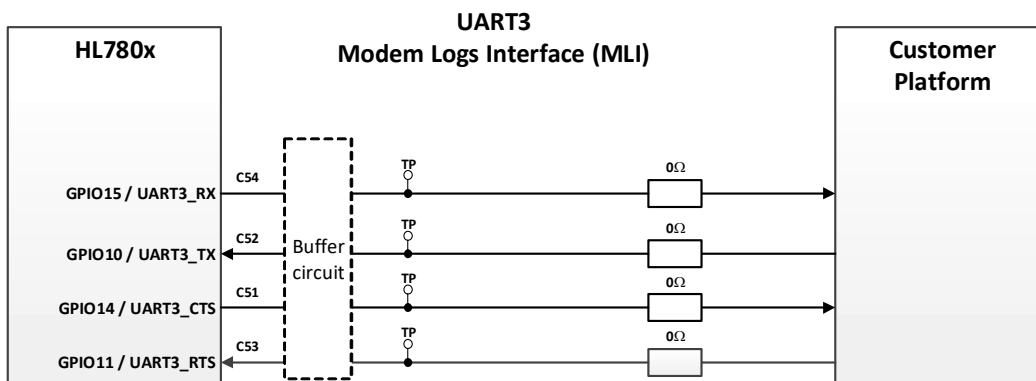 UART3
Modem Logs Interface (MLI)
HL780x
Customer
Platform
C54
TP
0Ω
GPIO15 / UART3_RX
C52
TP
0Ω
GPIO10 / UART3_TX
Buffer
circuit
C51
TP
0Ω
GPIO14 / UART3_CTS
C53
TP
0Ω
GPIO11 / UART3_RTS